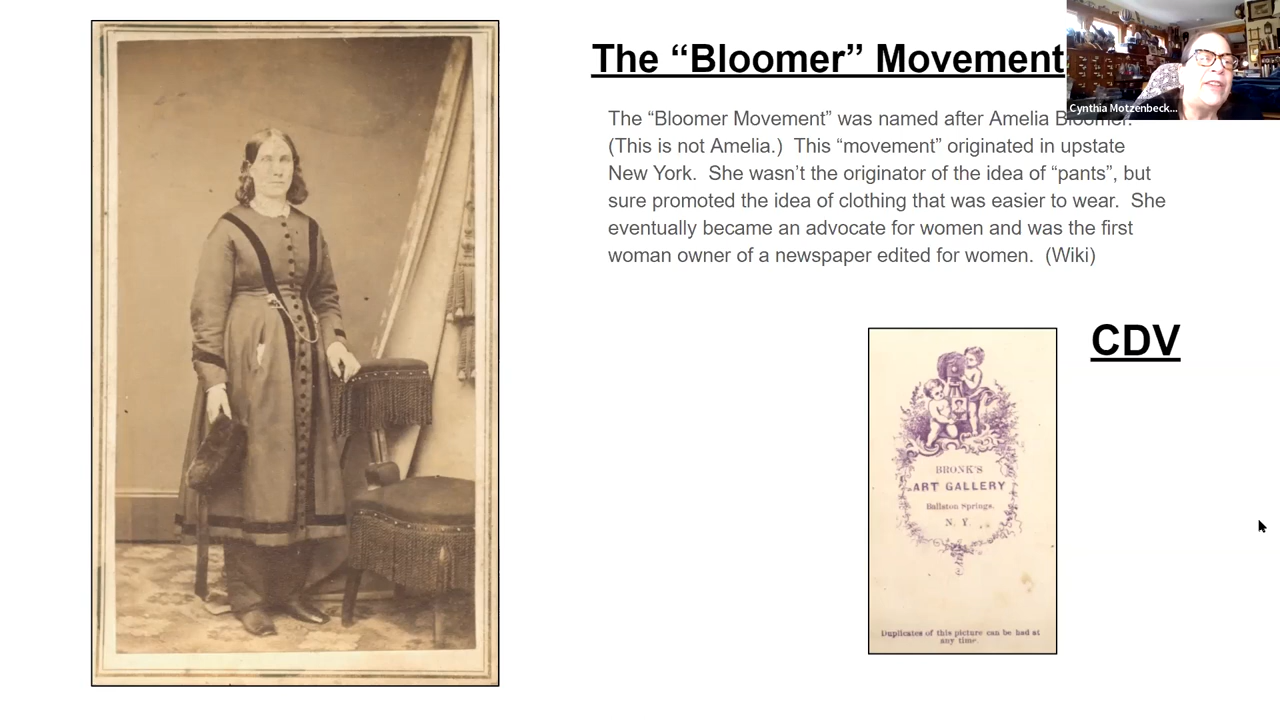 The “Bloomer” Movement
Cynthia Motzenbeck...
The “Bloomer Movement” was named after Amelia Bloomer.
(This is not Amelia.)  This “movement” originated in upstate
New York.  She wasn’t the originator of the idea of “pants”, but
sure promoted the idea of clothing that was easier to wear.  She
eventually became an advocate for women and was the first
woman owner of a newspaper edited for women.  (Wiki)
CDV
BRONK'S
ART GALLERY
Ballston Springs,
N. Y.
Duplicates of this picture can be had at
any time.